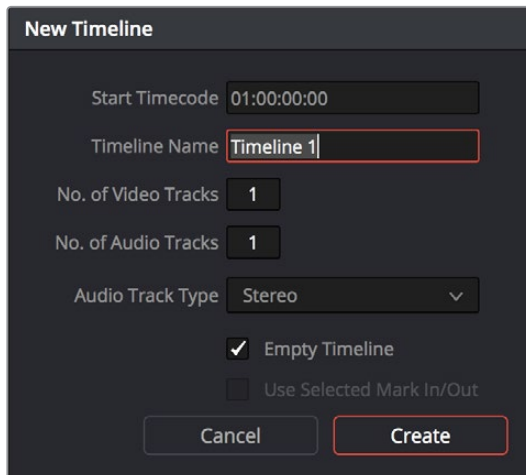 New Timeline
Start Timecode 01:00:00:00
Timeline Name Timeline 1
No. of Video Tracks 1
No. of Audio Tracks 1
Audio Track Type Stereo
Empty Timeline
Use Selected Mark In/Out
Cancel Create